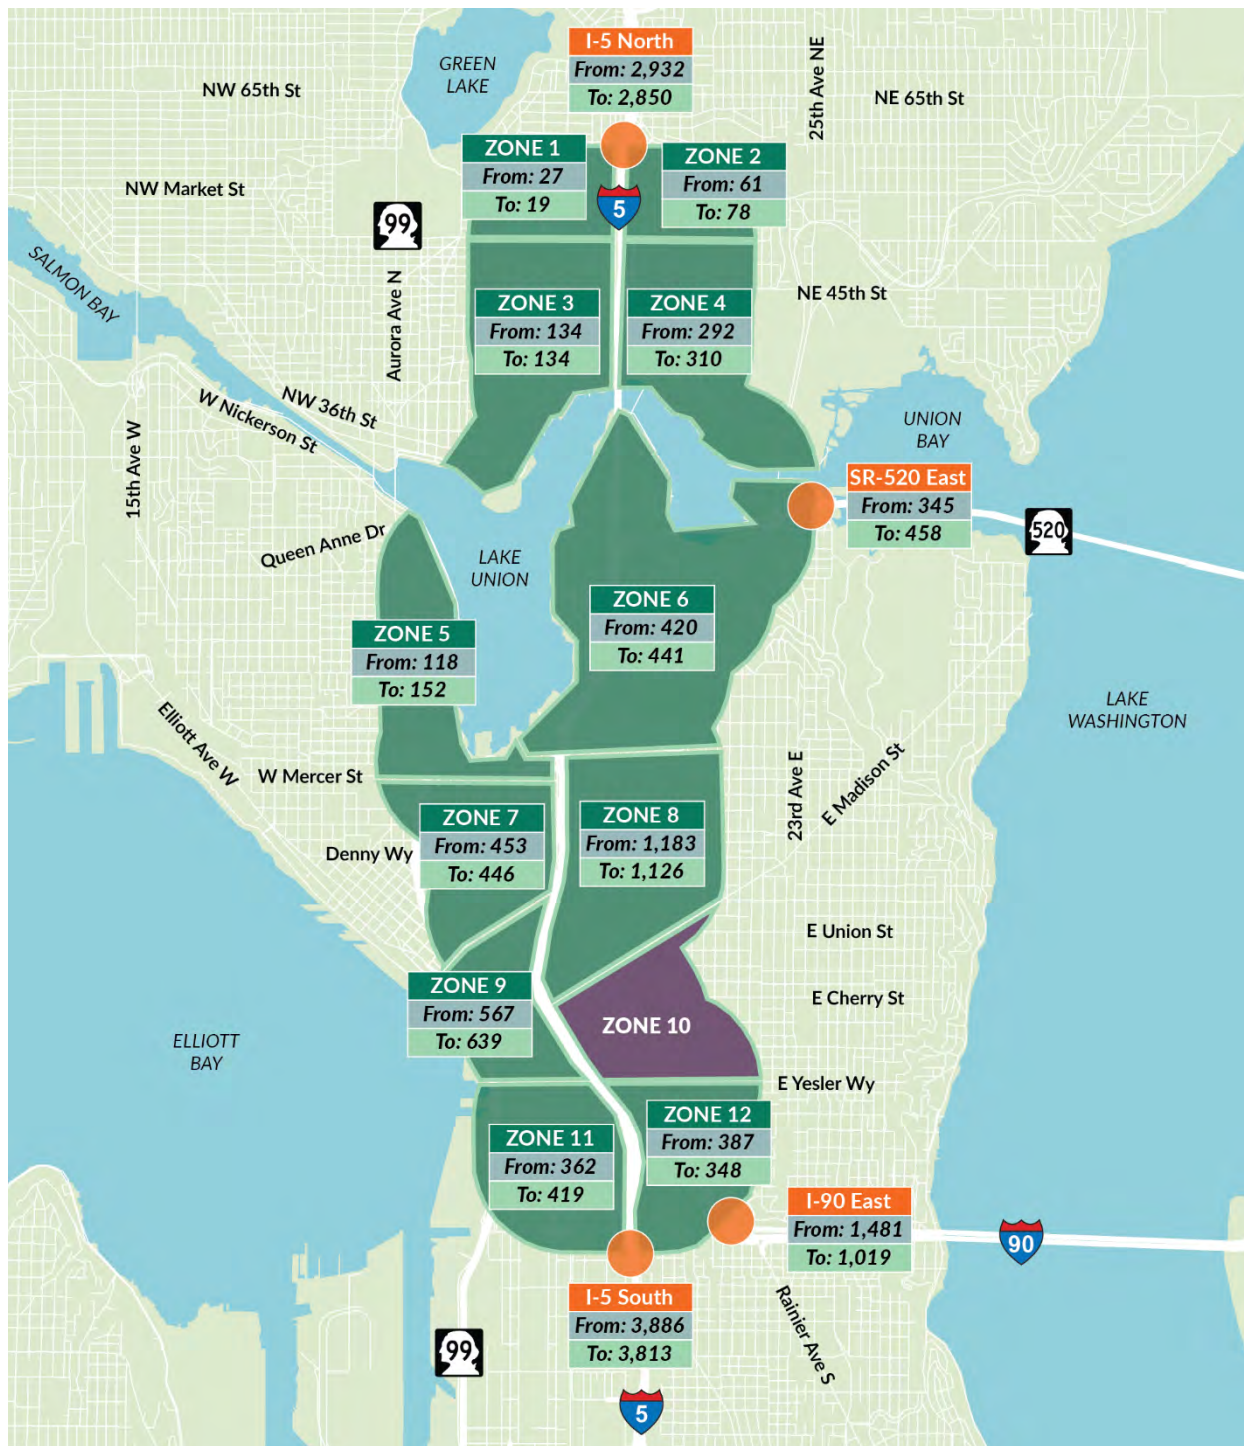 I-5 North
From: 2,932
To: 2,850
GREEN
LAKE
25th Ave NE
NW 65th St
NE 65th St
ZONE 1
From: 27
To: 19
ZONE 2
From: 61
To: 78
NW Market St
5
99
SALMON BAY
Aurora Ave N
NE 45th St
ZONE 3
From: 134
To: 134
ZONE 4
From: 292
To: 310
NW 36th St
W Nickerson St
15th Ave W
UNION
BAY
SR-520 East
From: 345
To: 458
520
Queen Anne Dr
LAKE
UNION
ZONE 6
From: 420
To: 441
ZONE 5
From: 118
To: 152
LAKE
WASHINGTON
Elliott Ave W
W Mercer St
23rd Ave E
E Madison St
ZONE 7
From: 453
To: 446
ZONE 8
From: 1,183
To: 1,126
Denny Wy
E Union St
ZONE 9
From: 567
To: 639
E Cherry St
ZONE 10
ELLIOTT
BAY
E Yesler Wy
ZONE 12
From: 387
To: 348
ZONE 11
From: 362
To: 419
I-90 East
From: 1,481
To: 1,019
90
I-5 South
From: 3,886
To: 3,813
Rainier Ave S
99
5